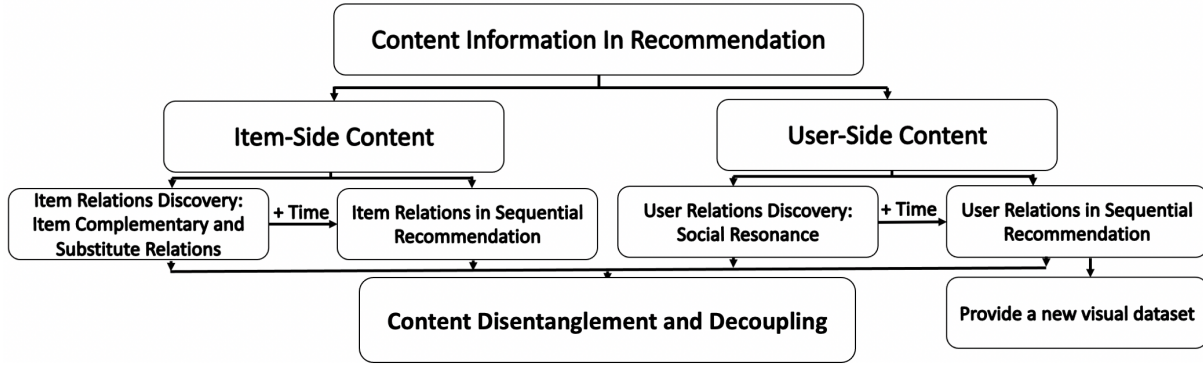 Content Information In Recommendation
Item-Side Content
User-Side Content
Item Relations Discovery:
Item Complementary and
Substitute Relations
+ Time
Item Relations in Sequential
Recommendation
User Relations Discovery:
Social Resonance
+ Time
User Relations in Sequential
Recommendation
Content Disentanglement and Decoupling
Provide a new visual dataset